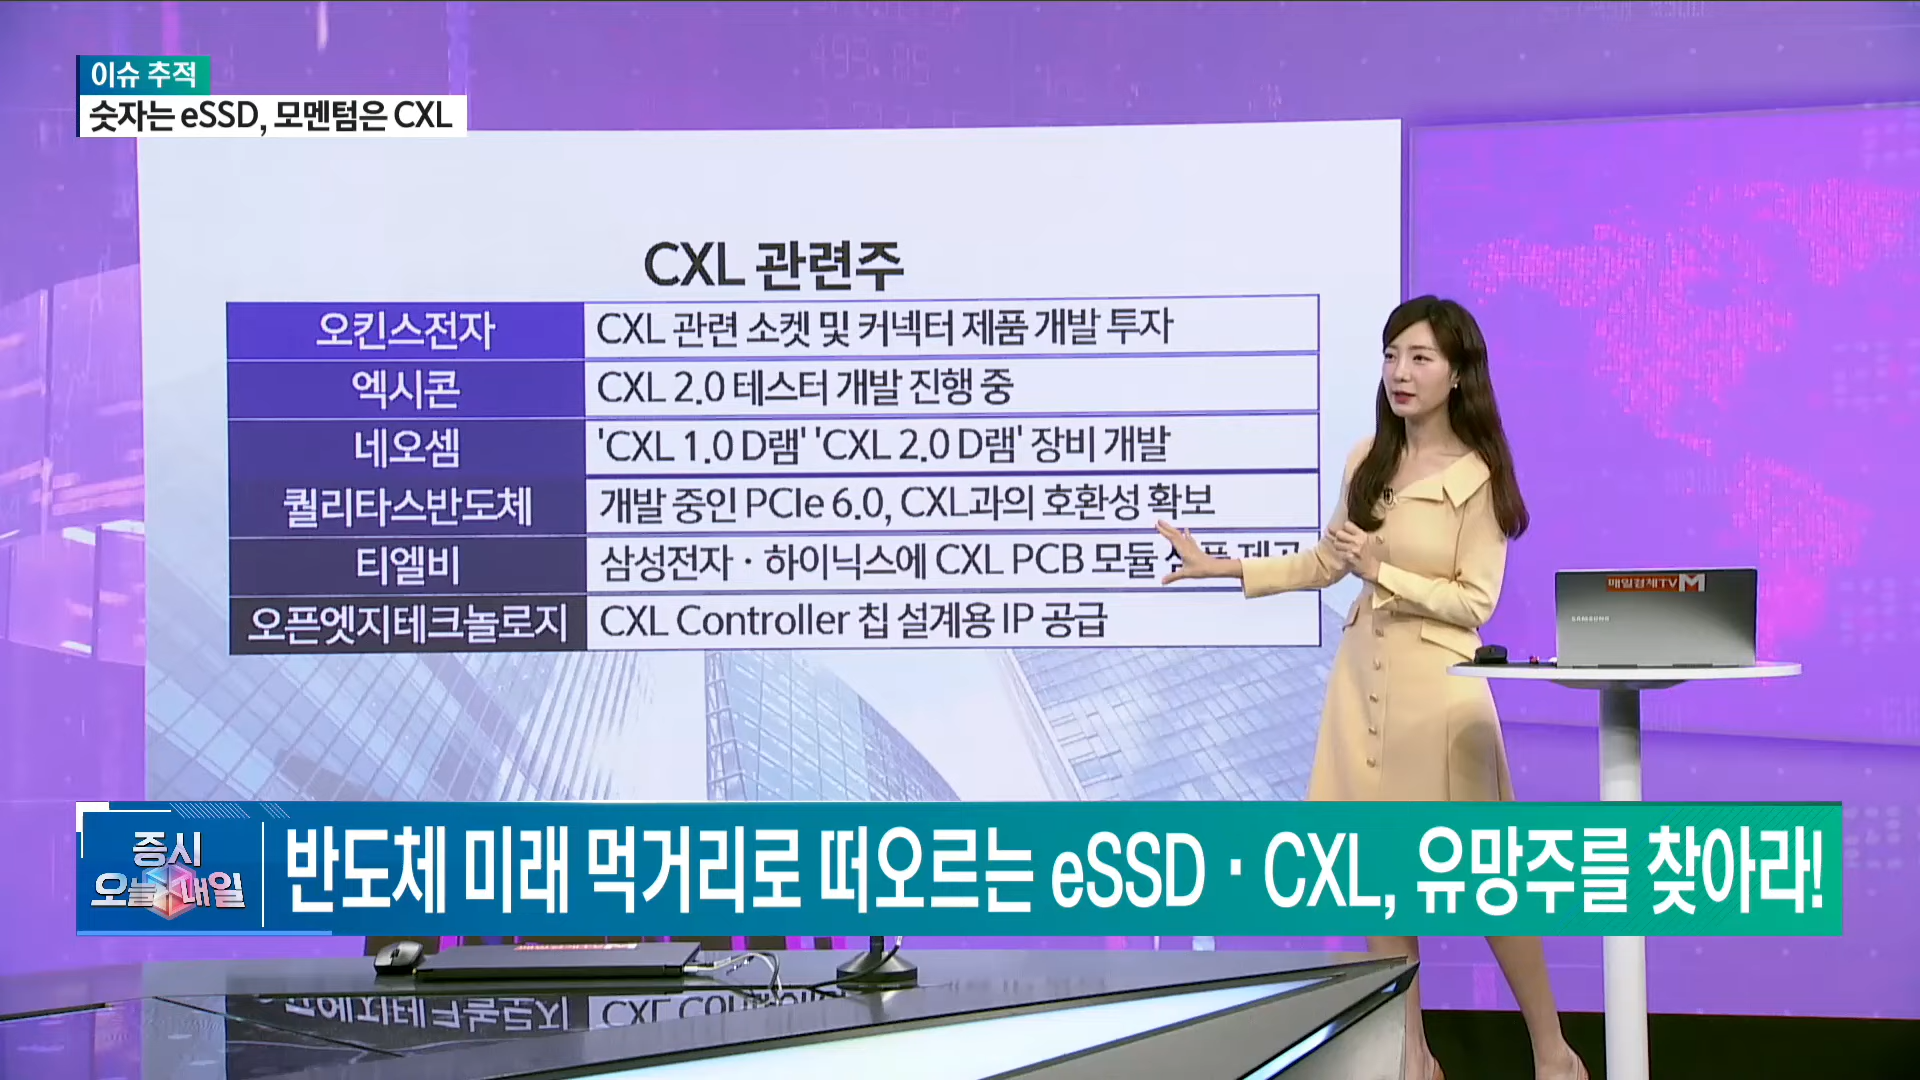 이슈 추적
숫자는 eSSD, 모멘텀은 CXL
CXL 관련주
오킨스전자 CXL 관련 소켓 및 커넥터 제품 개발 투자
엑시콘 CXL 2.0 테스터 개발 진행 중
네오셈 'CXL 1.0 D램' 'CXL 2.0 D램' 장비 개발
퀄리타스반도체 개발 중인 PCIe 6.0, CXL과의 호환성 확보
티엘비 삼성전자·하이닉스에 CXL PCB 모듈
오픈엣지테크놀로지 CXL Controller 칩 설계용 IP 공급
매일경제TV M
SAMSUNG
증시
오늘 매일
반도체 미래 먹거리로 떠오르는 eSSD·CXL, 유망주를 찾아라!